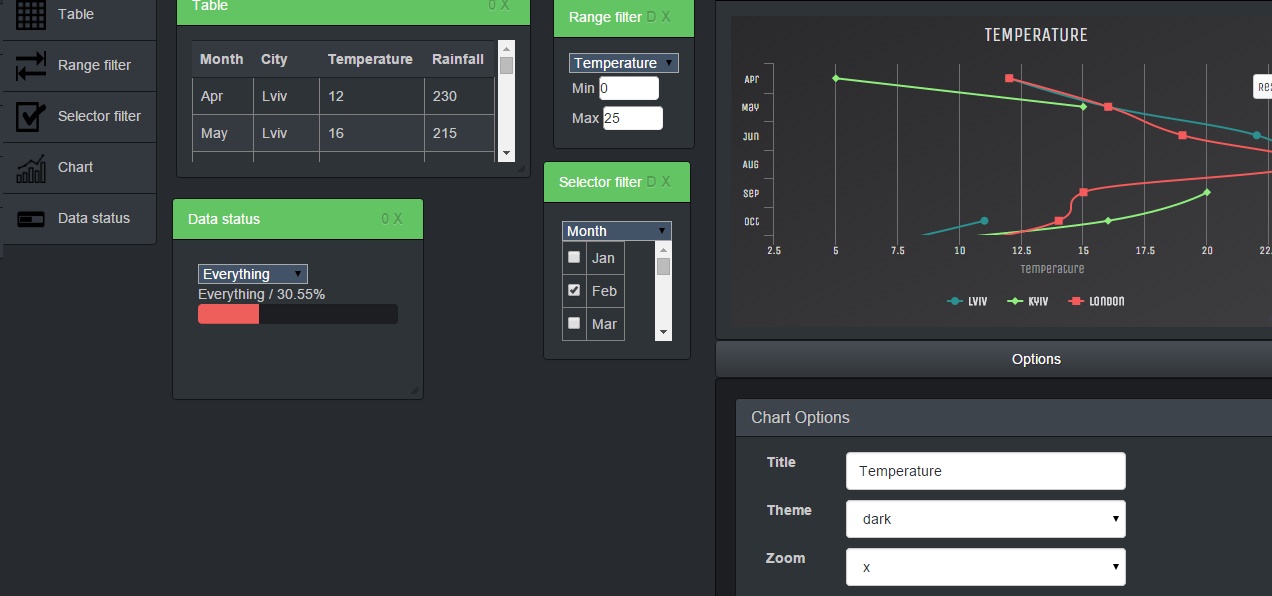 Table
Range filter
Selector filter
Chart
Data status
Table 0 X
Month City Temperature Rainfall
Apr Lviv 12 230
May Lviv 16 215
Data status 0 X
Everything
Everything / 30.55%
Range filter D X
Temperature
Min 0
Max 25
Selector filter D X
Month
Jan
Feb
Mar
TEMPERATURE
Apr
May
Jun
Aug
Sep
Oct
2.5 5 7.5 10 12.5 15 17.5 20 22.
Temperature
Lviv Kyiv London
Options
Chart Options
Title Temperature
Theme dark
Zoom x